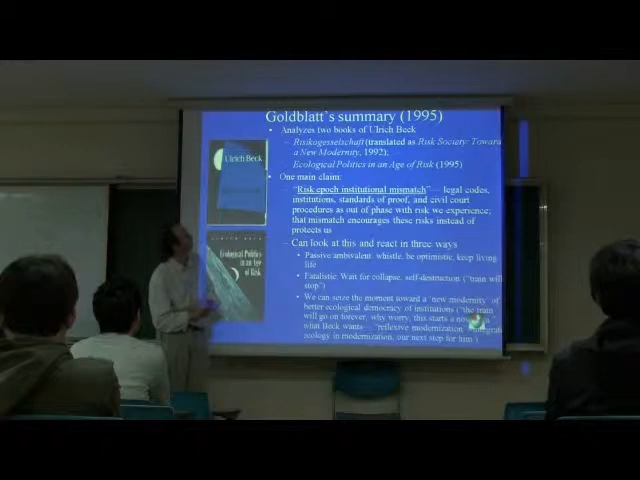 Goldblatt's summary (1995)
• Analyzes two books of Ulrich Beck
– Risikogesselschaft (translated as Risk Society: Towards
a New Modernity, 1992);
– Ecological Politics in an Age of Risk (1995)
• One main claim:
– "Risk epoch institutional mismatch" — legal codes,
institutions, standards of proof, and civil court
procedures as out of phase with risk we experience;
that mismatch encourages these risks instead of
protects us
– Can look at this and react in three ways
• Passive/ambivalent: whistle, be optimistic, keep living
life
• Fatalistic: Wait for collapse, self-destruction ("train will
stop")
• We can seize the moment toward a 'new modernity' of
better ecological democracy of institutions ("the train
will go on forever, why worry, this starts a new
what Beck wants— "reflexive modernization,
ecology in modernization, our next step for him)
Ulrich Beck
ULRICH BECK
Ecological Politics
in an Age
of Risk